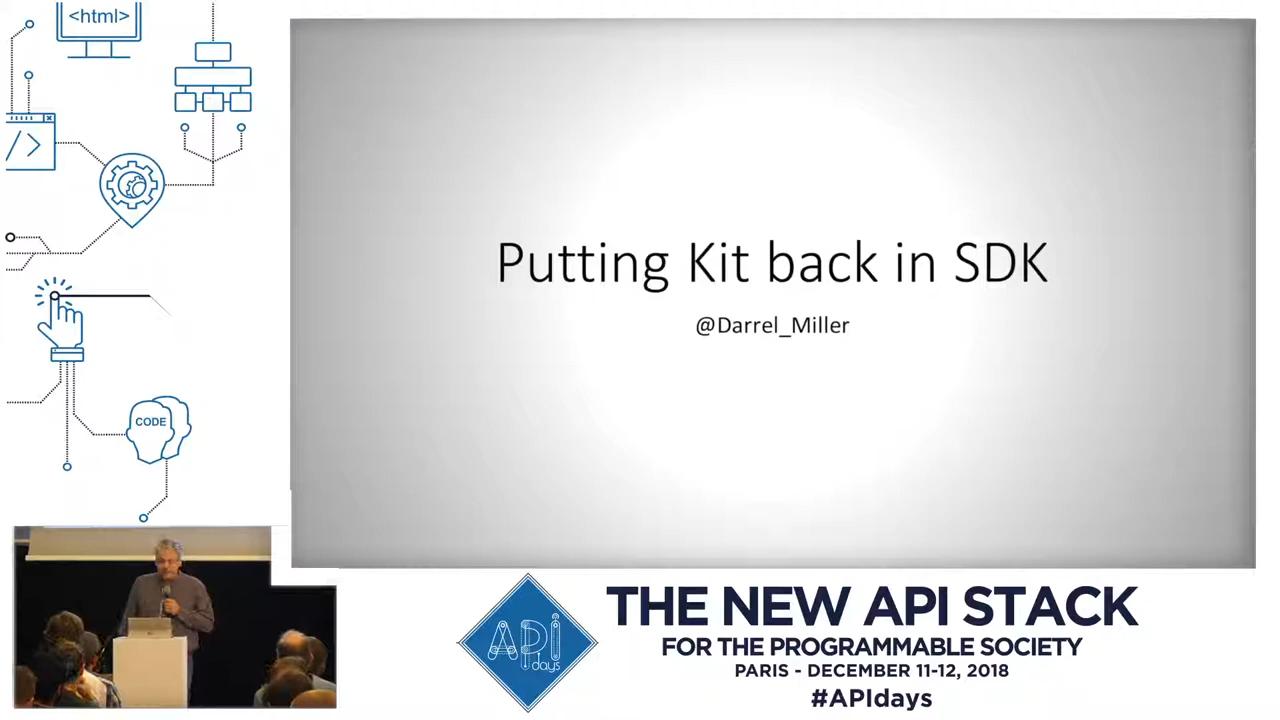 <html>
</>
CODE
Putting Kit back in SDK
@Darrel_Miller
API
days
THE NEW API STACK
FOR THE PROGRAMMABLE SOCIETY
PARIS - DECEMBER 11-12, 2018
#APIdays